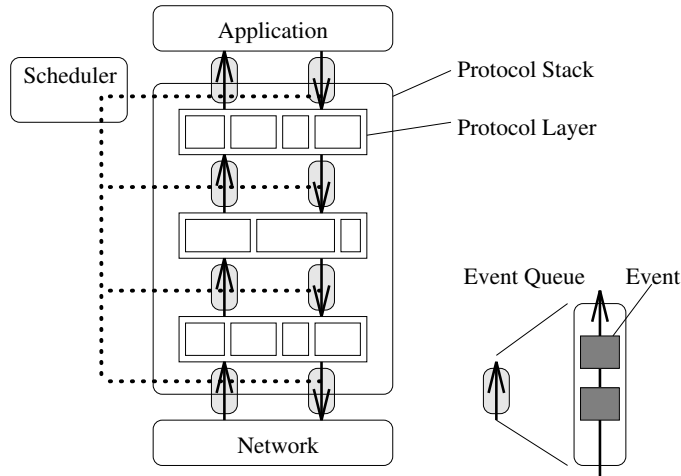 Application
Scheduler
Protocol Stack
Protocol Layer
Event Queue
Event
Network